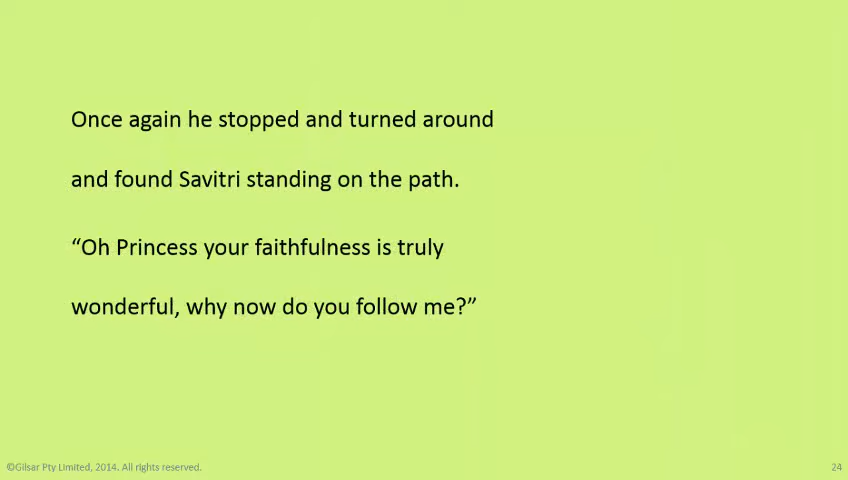 Once again he stopped and turned around
and found Savitri standing on the path.
“Oh Princess your faithfulness is truly
wonderful, why now do you follow me?”
©Gilsar Pty Limited, 2014. All rights reserved.
24